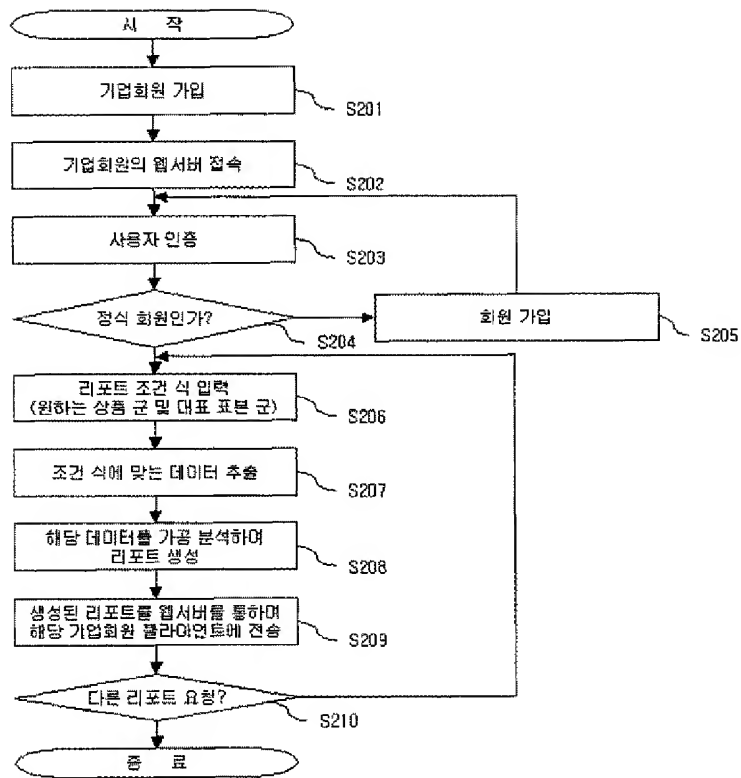 시 작
기업회원 가입
S201
기업회원의 웹서버 접속
S202
사용자 인증
S203
정식 회원인가?
S204
회원 가입
S205
리포트 조건 식 입력
(원하는 상품 군 및 대표 표본 군)
S206
조건 식에 맞는 데이터 추출
S207
해당 데이터를 가공 분석하며
리포트 생성
S208
생성된 리포트를 웹서버를 통하며
해당 가업회원 클라이언트에 전송
S209
다른 리포트 요청?
S210
종 료